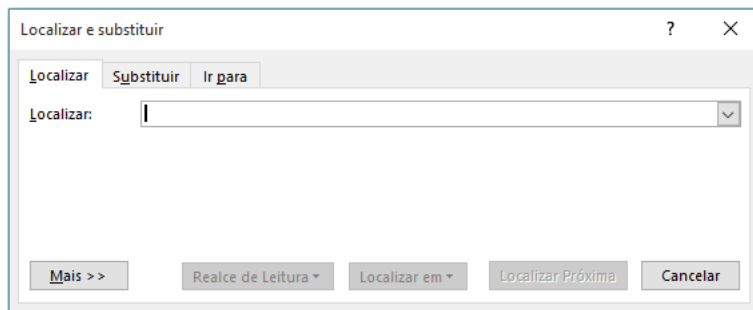 Localizar e substituir ?
Localizar Substituir Ir para
Localizar:
Mais >> Realce de Leitura Localizar em Localizar Próxima Cancelar